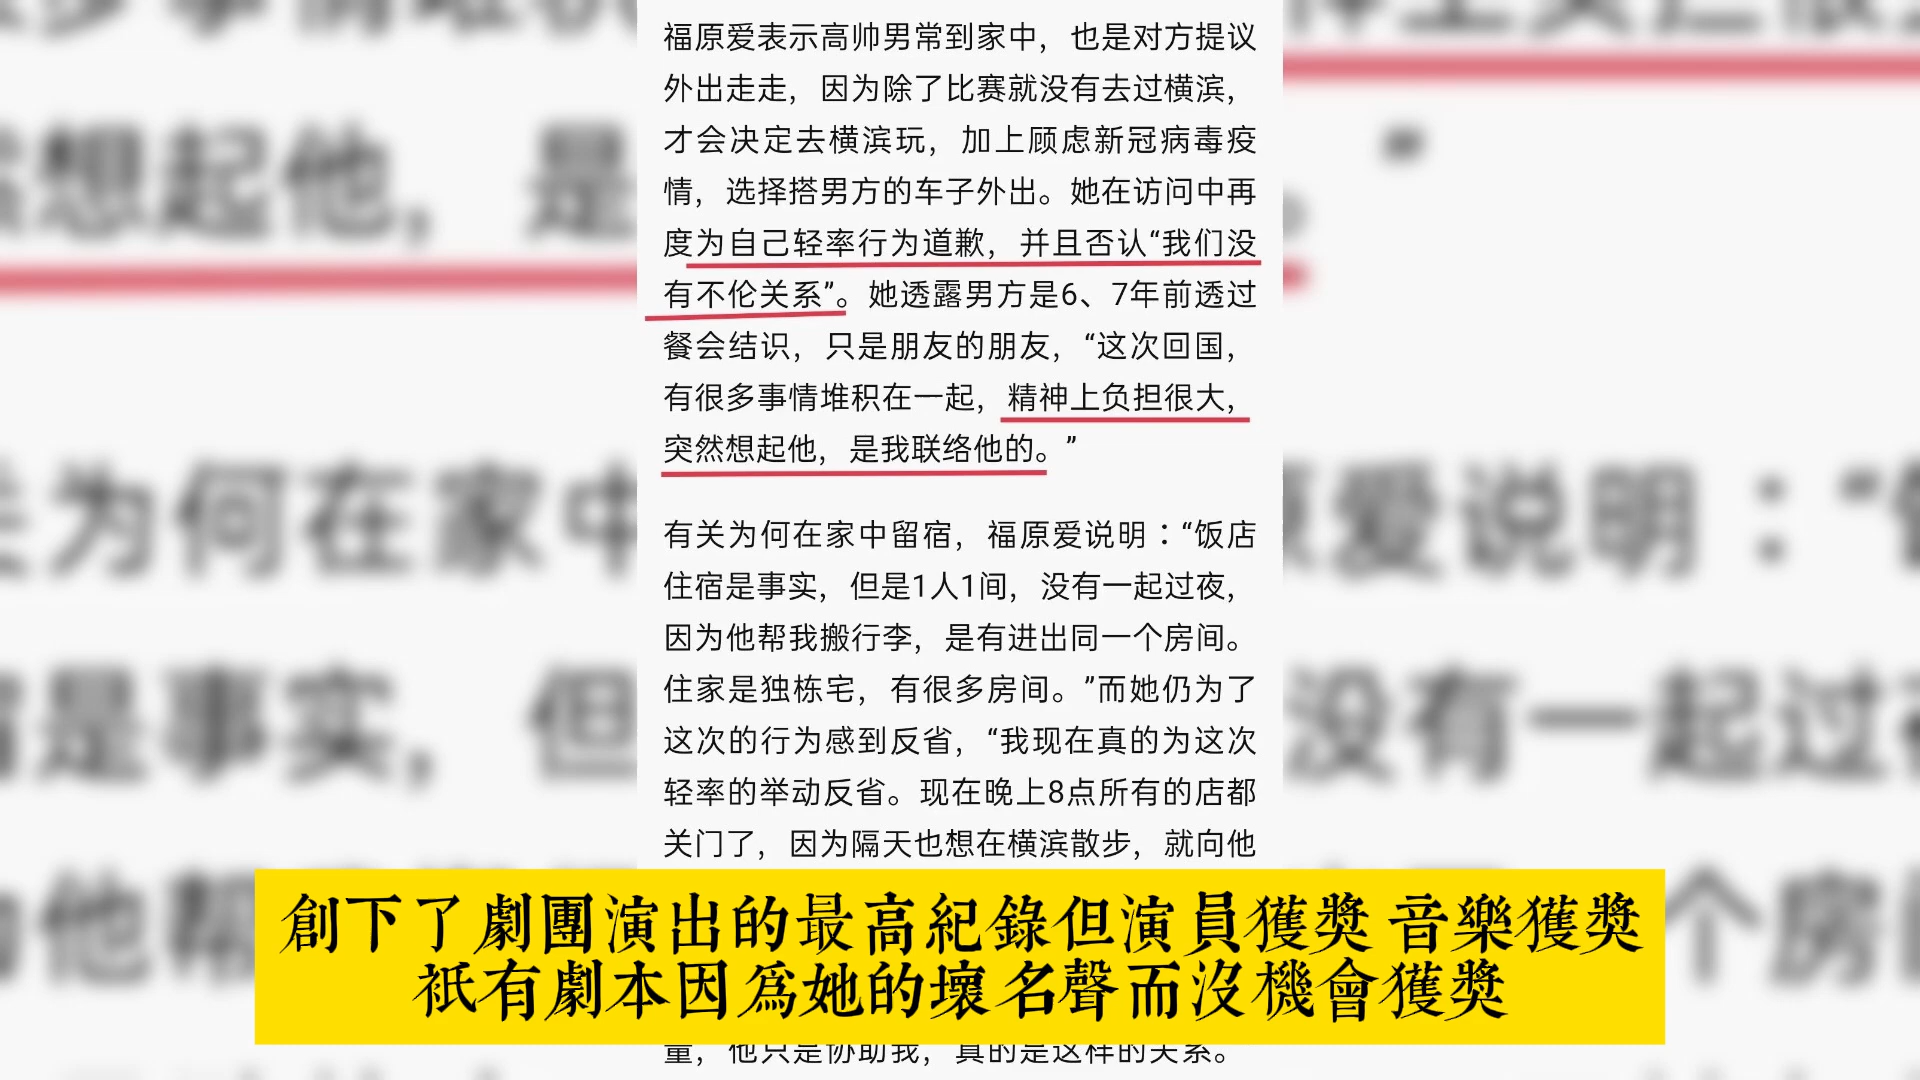 福原爱表示高帅男常到家中，也是对方提议
外出走走，因为除了比赛就没有去过横滨，
才会决定去横滨玩，加上顾虑新冠病毒疫
情，选择搭男方的车子外出。她在访问中再
度为自己轻率行为道歉，并且否认“我们没
有不伦关系”。她透露男方是6、7年前透过
餐会结识，只是朋友的朋友，“这次回国，
有很多事情堆积在一起，精神上负担很大，
突然想起他，是我联络他的。”
有关为何在家中留宿，福原爱说明：“饭店
住宿是事实，但是1人1间，没有一起过夜，
因为他帮我搬行李，是有进出同一个房间。
住家是独栋宅，有很多房间。”而她仍为了
这次的行为感到反省，“我现在真的为这次
轻率的举动反省。现在晚上8点所有的店都
关门了，因为隔天也想在横滨散步，就向他
創下了劇團演出的最高紀錄但演員獲獎 音樂獲獎
衹有劇本因爲她的壞名聲而沒機會獲獎
量，他只是协助我，真的是这样的关系。